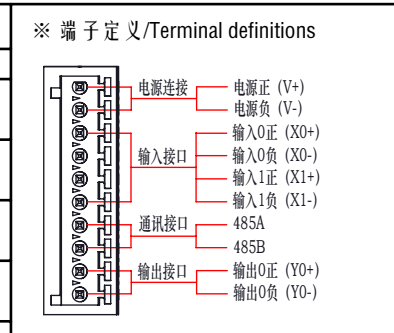 ※ 端子定义/Terminal definitions
电源连接
电源正 (V+)
电源负 (V-)
输入接口
输入0正 (X0+)
输入0负 (X0-)
输入1正 (X1+)
输入1负 (X1-)
通讯接口
485A
485B
输出接口
输出0正 (Y0+)
输出0负 (Y0-)